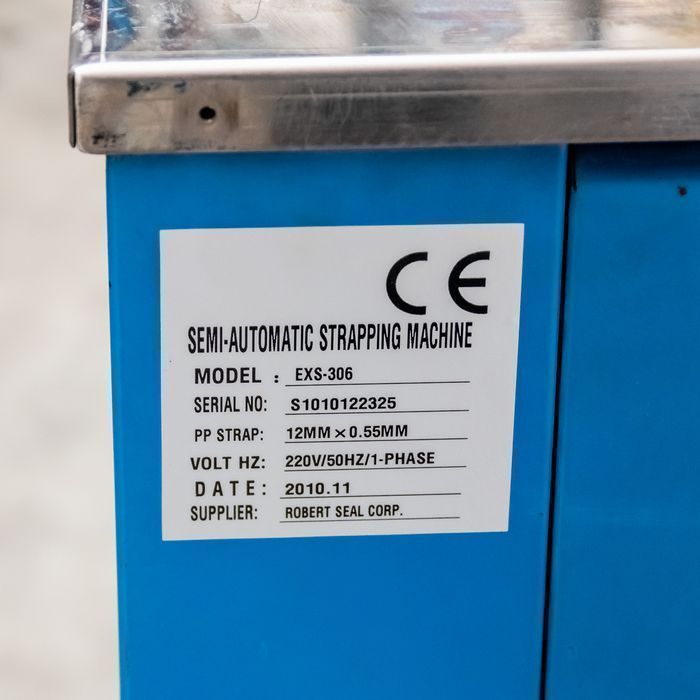 CE
SEMI-AUTOMATIC STRAPPING MACHINE
MODEL : EXS-306
SERIAL NO: S1010122325
PP STRAP: 12MM×0.55MM
VOLT HZ: 220V/50HZ/1-PHASE
DATE: 2010.11
SUPPLIER: ROBERT SEAL CORP.